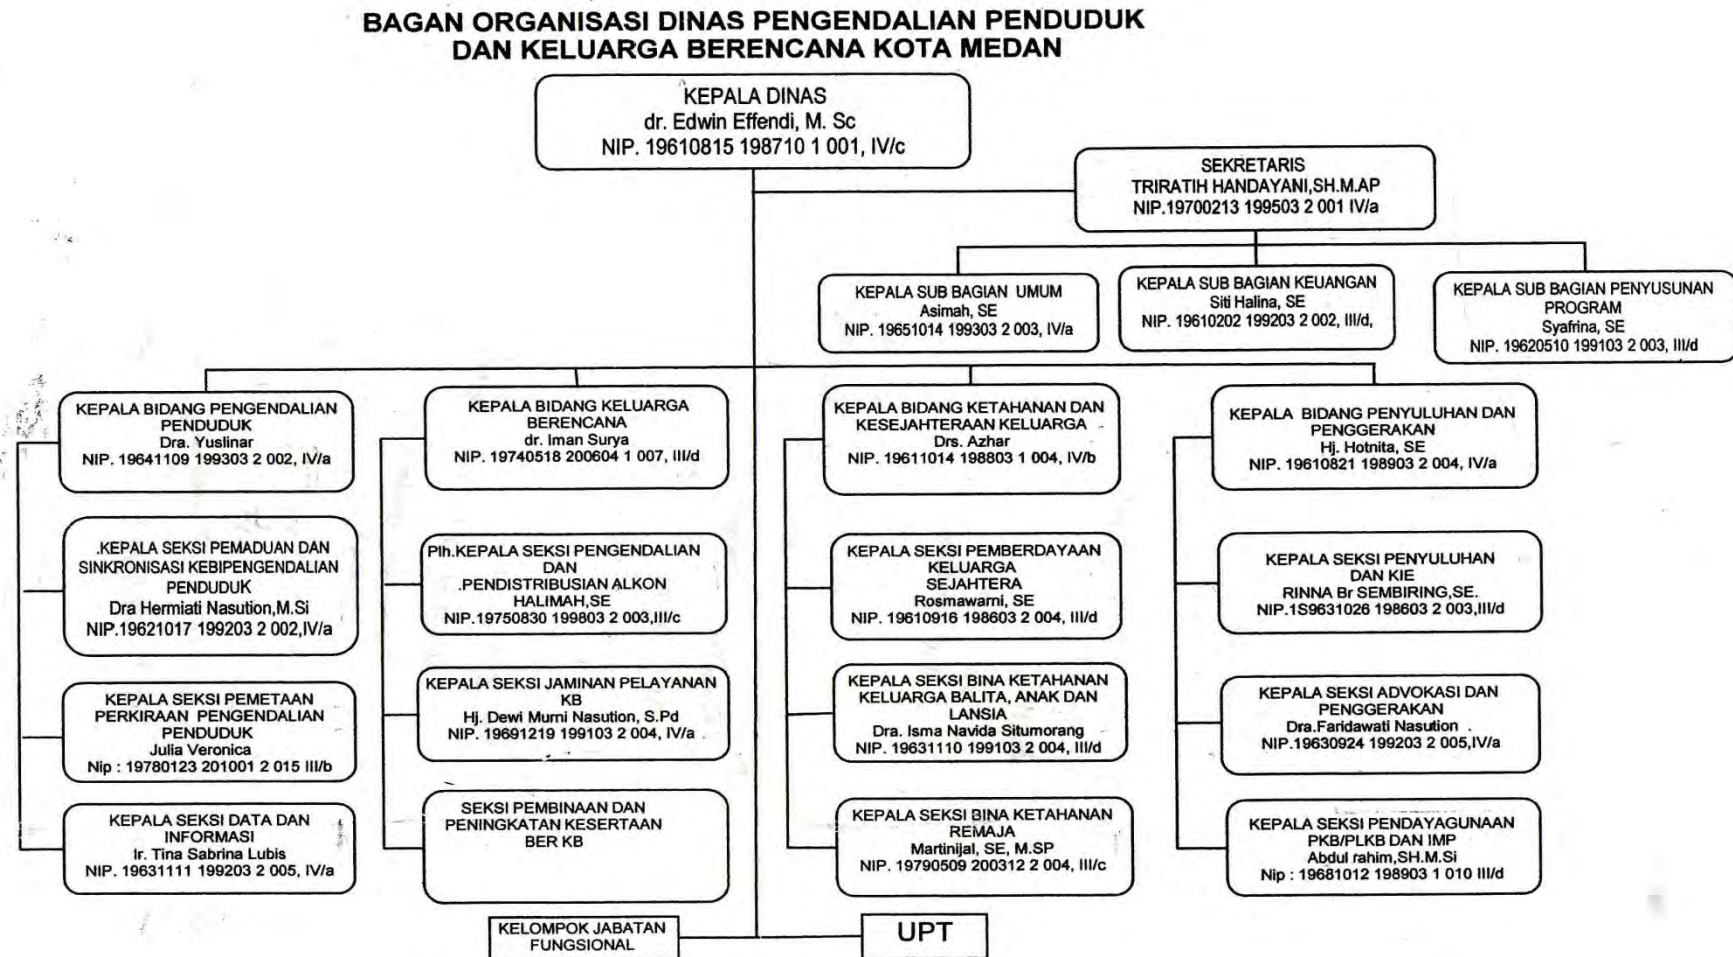 BAGAN ORGANISASI DINAS PENGENDALIAN PENDUDUK
DAN KELUARGA BERENCANA KOTA MEDAN
KEPALA DINAS
dr. Edwin Effendi, M. Sc
NIP. 19610815 198710 1 001, IV/c
SEKRETARIS
TRIRATIH HANDAYANI,SH.M.AP
NIP.19700213 199503 2 001 IV/a
KEPALA SUB BAGIAN UMUM
Asimah, SE
NIP. 19651014 199303 2 003, IV/a
KEPALA SUB BAGIAN KEUANGAN
Siti Halina, SE
NIP. 19610202 199203 2 002, III/d,
KEPALA SUB BAGIAN PENYUSUNAN
PROGRAM
Syafrina, SE
NIP. 19620510 199103 2 003, III/d
KEPALA BIDANG PENGENDALIAN
PENDUDUK
Dra. Yuslinar
NIP. 19641109 199303 2 002, IV/a
KEPALA BIDANG KELUARGA
BERENCANA
dr. Iman Surya
NIP. 19740518 200604 1 007, III/d
KEPALA BIDANG KETAHANAN DAN
KESEJAHTERAAN KELUARGA
Drs. Azhar
NIP. 19611014 198803 1 004, IV/b
KEPALA BIDANG PENYULUHAN DAN
PENGGERAKAN
Hj. Hotnita, SE
NIP. 19610821 198903 2 004, IV/a
.KEPALA SEKSI PEMADUAN DAN
SINKRONISASI KEBIPENGENDALIAN
PENDUDUK
Dra Hermiati Nasution,M.Si
NIP.19621017 199203 2 002,IV/a
Plh.KEPALA SEKSI PENGENDALIAN
DAN
.PENDISTRIBUSIAN ALKON
HALIMAH,SE
NIP.19750830 199803 2 003,III/c
KEPALA SEKSI PEMBERDAYAAN
KELUARGA
SEJAHTERA
Rosmawarni, SE
NIP. 19610916 198603 2 004, III/d
KEPALA SEKSI PENYULUHAN
DAN KIE
RINNA Br SEMBIRING,SE.
NIP.1S9631026 198603 2 003,III/d
KEPALA SEKSI PEMETAAN
PERKIRAAN PENGENDALIAN
PENDUDUK
Julia Veronica
Nip : 19780123 201001 2 015 III/b
KEPALA SEKSI JAMINAN PELAYANAN
KB
Hj. Dewi Murni Nasution, S.Pd
NIP. 19691219 199103 2 004, IV/a
KEPALA SEKSI BINA KETAHANAN
KELUARGA BALITA, ANAK DAN
LANSIA
Dra. Isma Navida Situmorang
NIP. 19631110 199103 2 004, III/d
KEPALA SEKSI ADVOKASI DAN
PENGGERAKAN
Dra.Faridawati Nasution
NIP.19630924 199203 2 005,IV/a
KEPALA SEKSI DATA DAN
INFORMASI
Ir. Tina Sabrina Lubis
NIP. 19631111 199203 2 005, IV/a
SEKSI PEMBINAAN DAN
PENINGKATAN KESERTAAN
BER KB
KEPALA SEKSI BINA KETAHANAN
REMAJA
Martinijal, SE, M.SP
NIP. 19790509 200312 2 004, III/c
KEPALA SEKSI PENDAYAGUNAAN
PKB/PLKB DAN IMP
Abdul rahim,SH.M.Si
Nip : 19681012 198903 1 010 III/d
KELOMPOK JABATAN
FUNGSIONAL
UPT